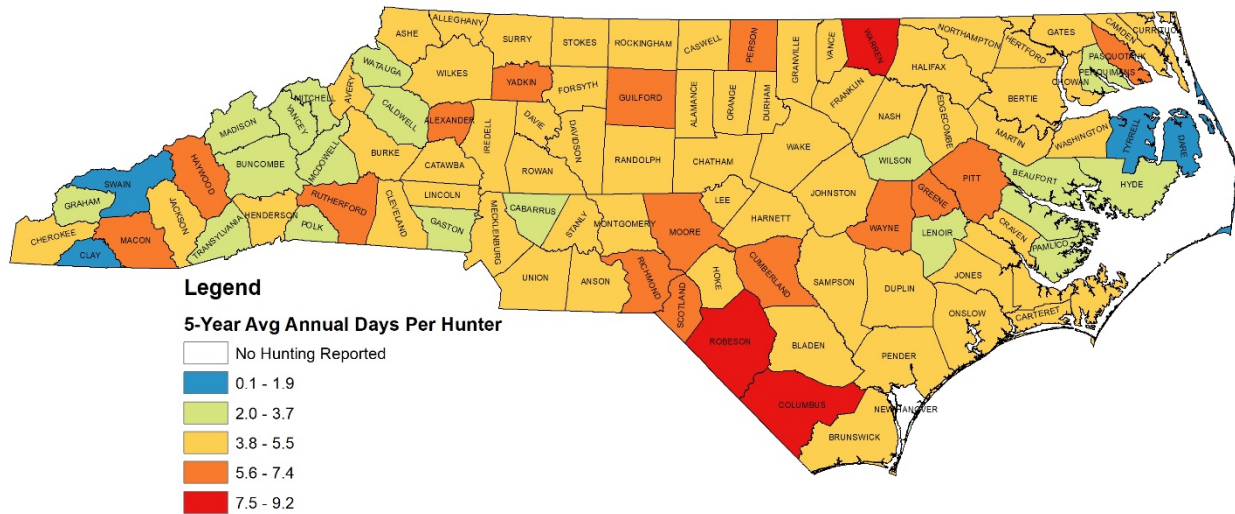 ALLEGHANY
ASHE
SURRY
STOKES
ROCKINGHAM
CASWELL
PERSON
GRANVILLE
VANCE
WARREN
NORTHAMPTON
HERTFORD
GATES
CAMDEN
CURRITUCK
WATAUGA
WILKES
YADKIN
FORSYTH
GUILFORD
ALAMANCE
ORANGE
DURHAM
FRANKLIN
HALIFAX
BERTIE
CHOWAN
PASQUOTANK
PERQUIMANS
MITCHELL
AVERY
CALDWELL
ALEXANDER
IREDELL
DAVIE
DAVIDSON
NASH
EDGECOMBE
MARTIN
WASHINGTON
TYRRELL
DARE
MADISON
YANCEY
MCDOWELL
BURKE
CATAWBA
ROWAN
RANDOLPH
CHATHAM
WAKE
WILSON
PITT
BEAUFORT
HYDE
SWAIN
HAYWOOD
BUNCOMBE
RUTHERFORD
LINCOLN
JOHNSTON
GREENE
GRAHAM
JACKSON
HENDERSON
POLK
CLEVELAND
GASTON
MECKLENBURG
CABARRUS
STANLY
MONTGOMERY
MOORE
LEE
HARNETT
WAYNE
LENOIR
CRAVEN
PAMLICO
CHEROKEE
CLAY
MACON
TRANSYLVANIA
UNION
ANSON
RICHMOND
SCOTLAND
HOKE
CUMBERLAND
SAMPSON
DUPLIN
JONES
ONSLOW
CARTERET
ROBESON
BLADEN
PENDER
COLUMBUS
NEW HANOVER
BRUNSWICK
Legend
5-Year Avg Annual Days Per Hunter
No Hunting Reported
0.1 - 1.9
2.0 - 3.7
3.8 - 5.5
5.6 - 7.4
7.5 - 9.2